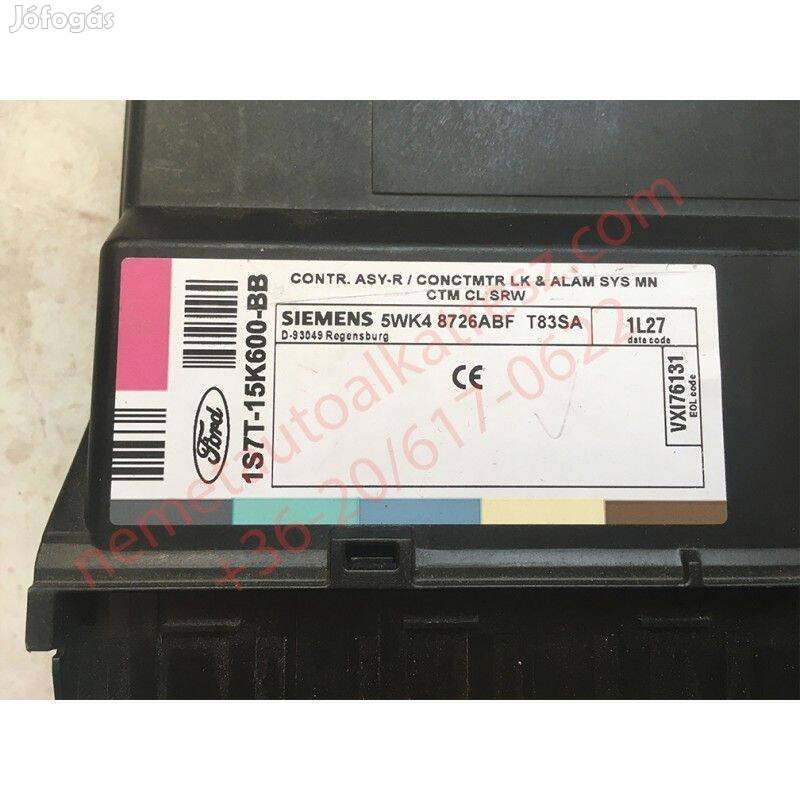 Jófogás
CONTR. ASY-R / CONCTMTR LK & ALAM SYS MN
CTM CL SRW
SIEMENS 5WK4 8726ABF T83SA
D-93049 Regensburg
1L27
date code
CE
VXI76131
EOL code
Ford
1S7T-15K600-BB
nemetautoalkatresz.com
+36-20/617-0622